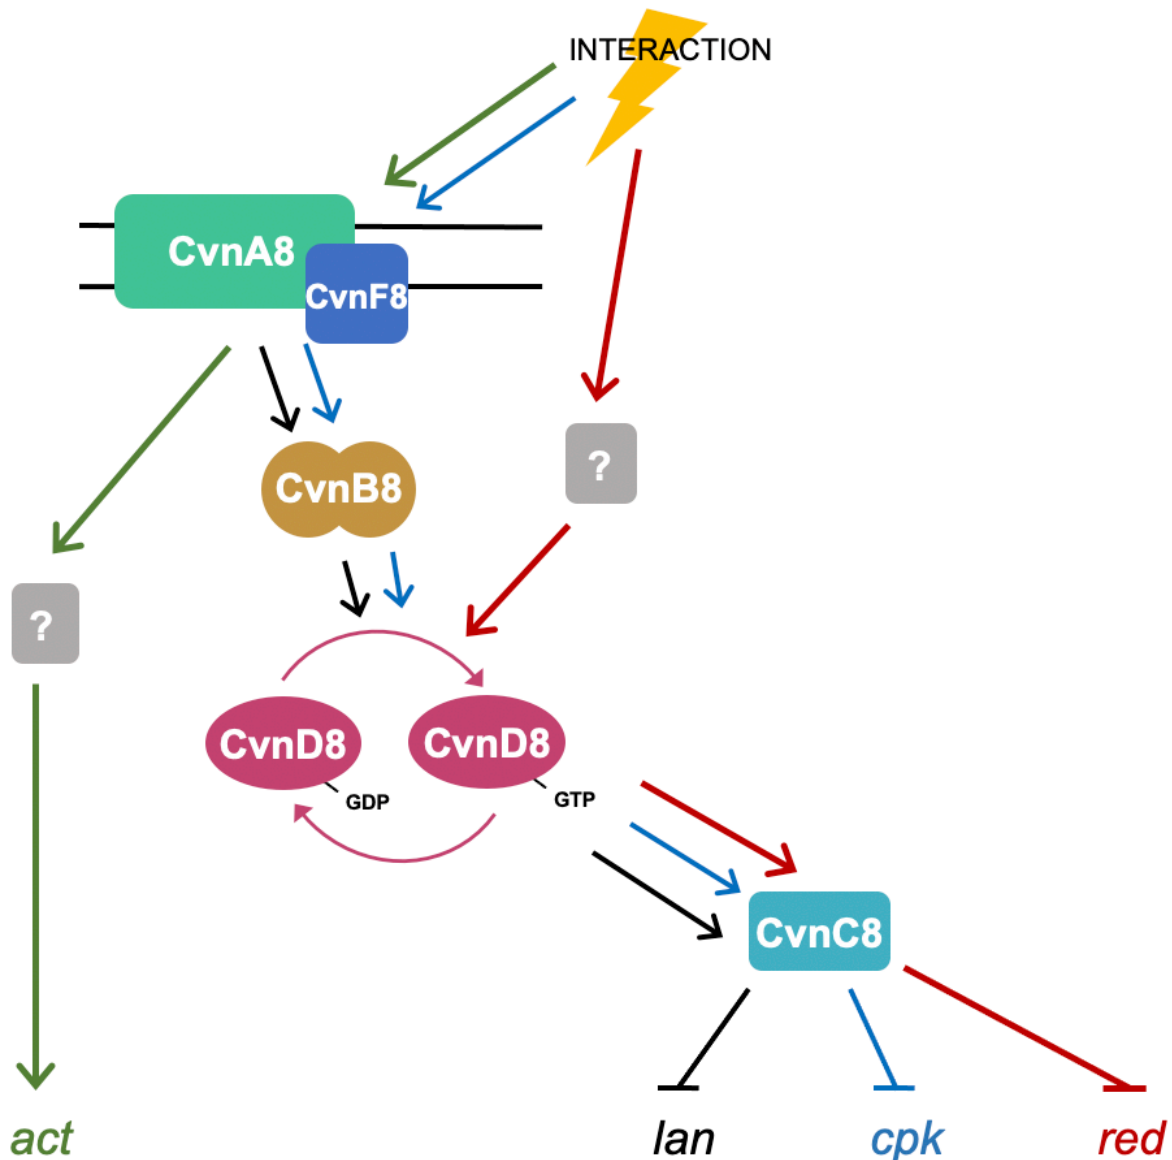 INTERACTION
CvnA8
CvnF8
CvnB8
?
?
CvnD8
CvnD8
GDP
GTP
CvnC8
act
lan
cpk
red